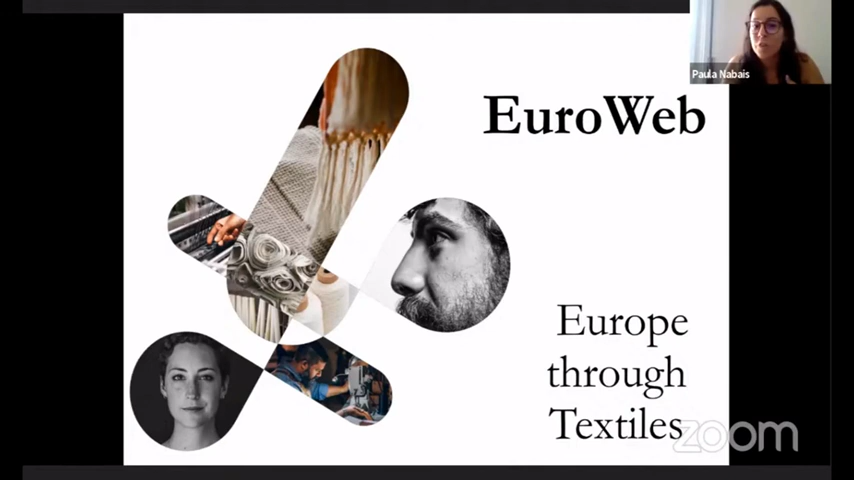 Paula Nabais
EuroWeb
Europe
through
Textiles
zoom